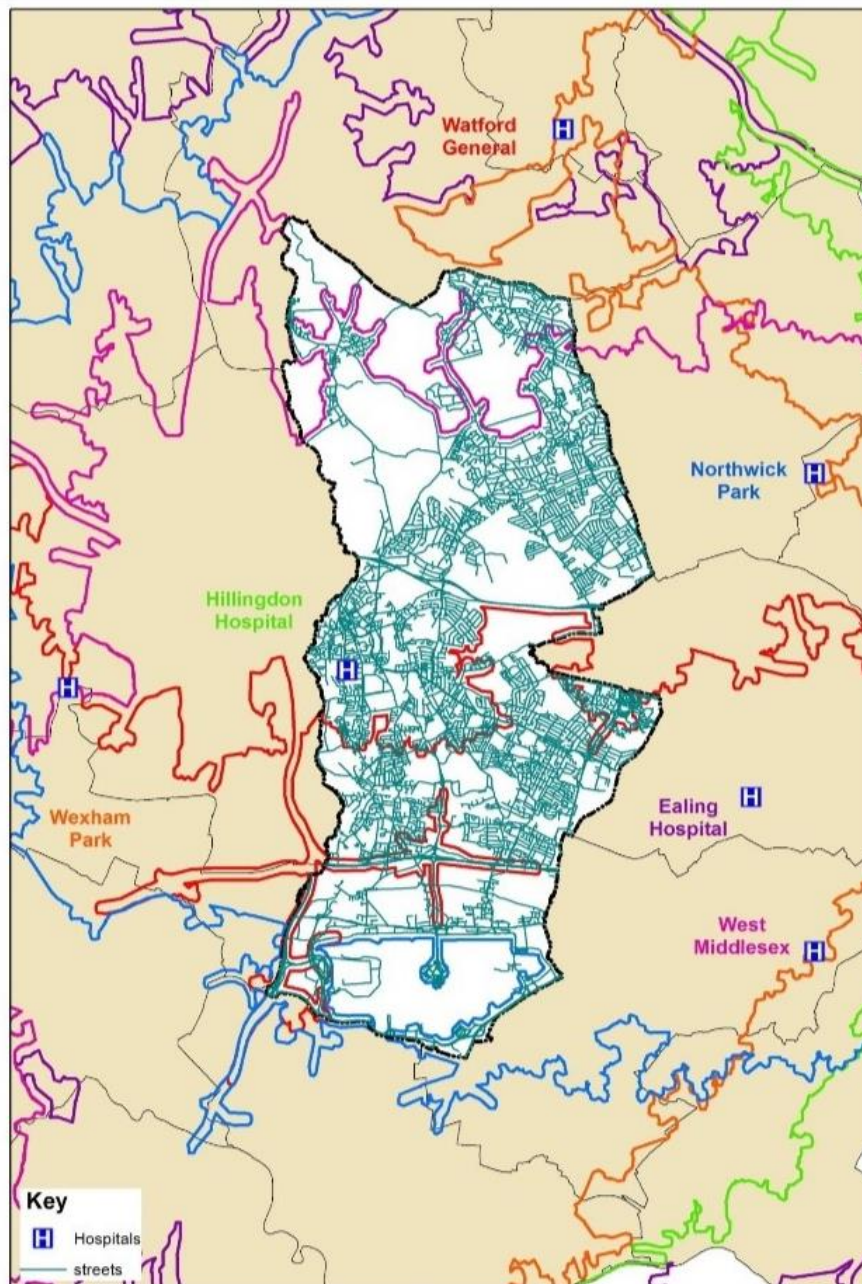 Watford
General
H
Northwick
Park
H
Hillingdon
Hospital
H
H
Wexham
Park
Ealing
Hospital
H
West
Middlesex
H
Key
H Hospitals
streets